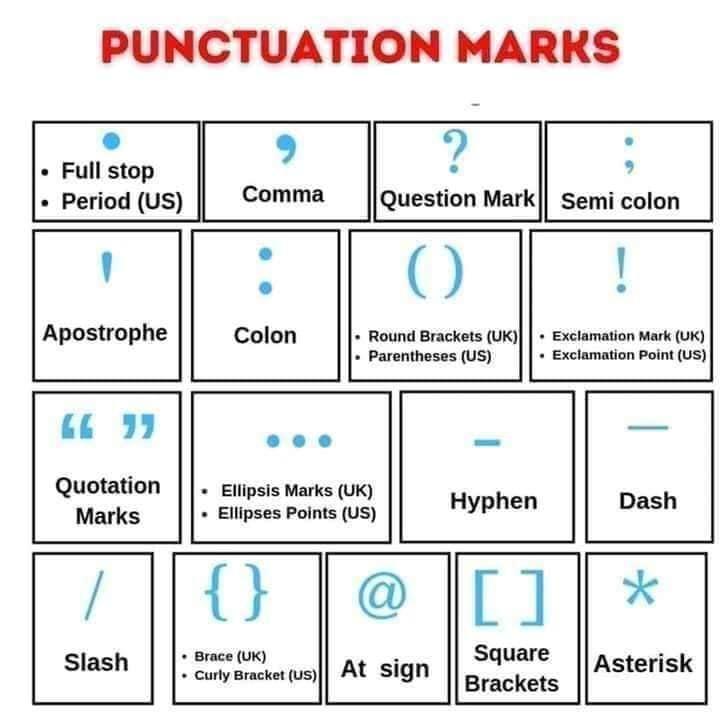 PUNCTUATION MARKS
.
• Full stop
• Period (US)
,
Comma
?
Question Mark
;
Semi colon
'
Apostrophe
:
Colon
( )
• Round Brackets (UK)
• Parentheses (US)
!
• Exclamation Mark (UK)
• Exclamation Point (US)
“ ”
Quotation
Marks
...
• Ellipsis Marks (UK)
• Ellipses Points (US)
-
Hyphen
—
Dash
/
Slash
{ }
• Brace (UK)
• Curly Bracket (US)
@
At sign
[ ]
Square
Brackets
*
Asterisk